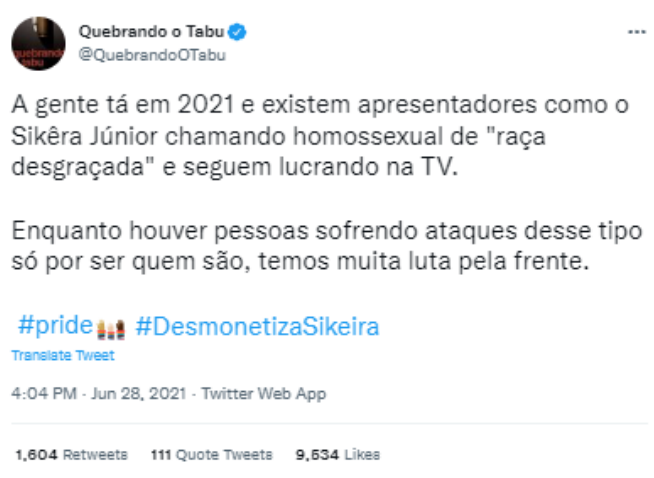 Quebrando o Tabu
@QuebrandoOTabu
quebrando
tabu
A gente tá em 2021 e existem apresentadores como o
Sikêra Júnior chamando homossexual de "raça
desgraçada" e seguem lucrando na TV.
Enquanto houver pessoas sofrendo ataques desse tipo
só por ser quem são, temos muita luta pela frente.
#pride #DesmonetizaSikeira
Translate Tweet
4:04 PM · Jun 28, 2021 · Twitter Web App
1,604 Retweets 111 Quote Tweets 9,534 Likes